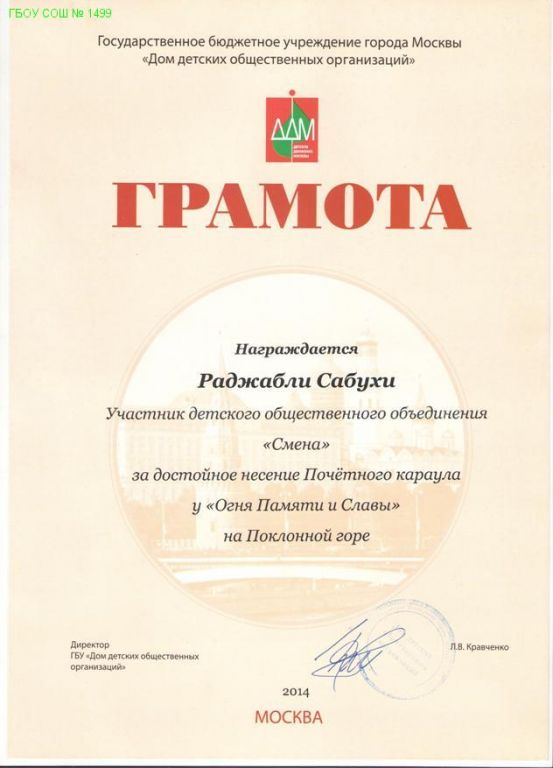 ГБОУ СОШ № 1499
Государственное бюджетное учреждение города Москвы
«Дом детских общественных организаций»
ДДМ
ГРАМОТА
Награждается
Раджабли Сабухи
Участник детского общественного объединения
«Смена»
за достойное несение Почётного караула
у «Огня Памяти и Славы»
на Поклонной горе
Директор
ГБУ «Дом детских общественных
организаций»
Л.В. Кравченко
2014
МОСКВА